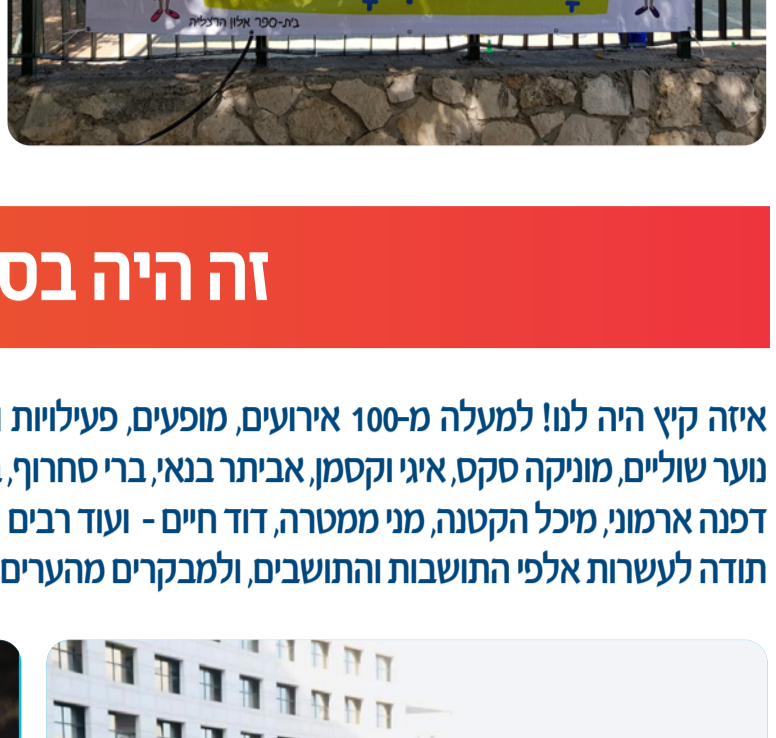 בית-ספר אלון הרצליה
זה היה בס
איזה קיץ היה לנו! למעלה מ-100 אירועים, מופעים, פעילויות
נוער שוליים, מוניקה סקס, איגי וקסמן, אביתר בנאי, ברי סחרוף,
דפנה ארמוני, מיכל הקטנה, מני ממטרה, דוד חיים - ועוד רבים
תודה לעשרות אלפי התושבות והתושבים, ולמבקרים מהערים